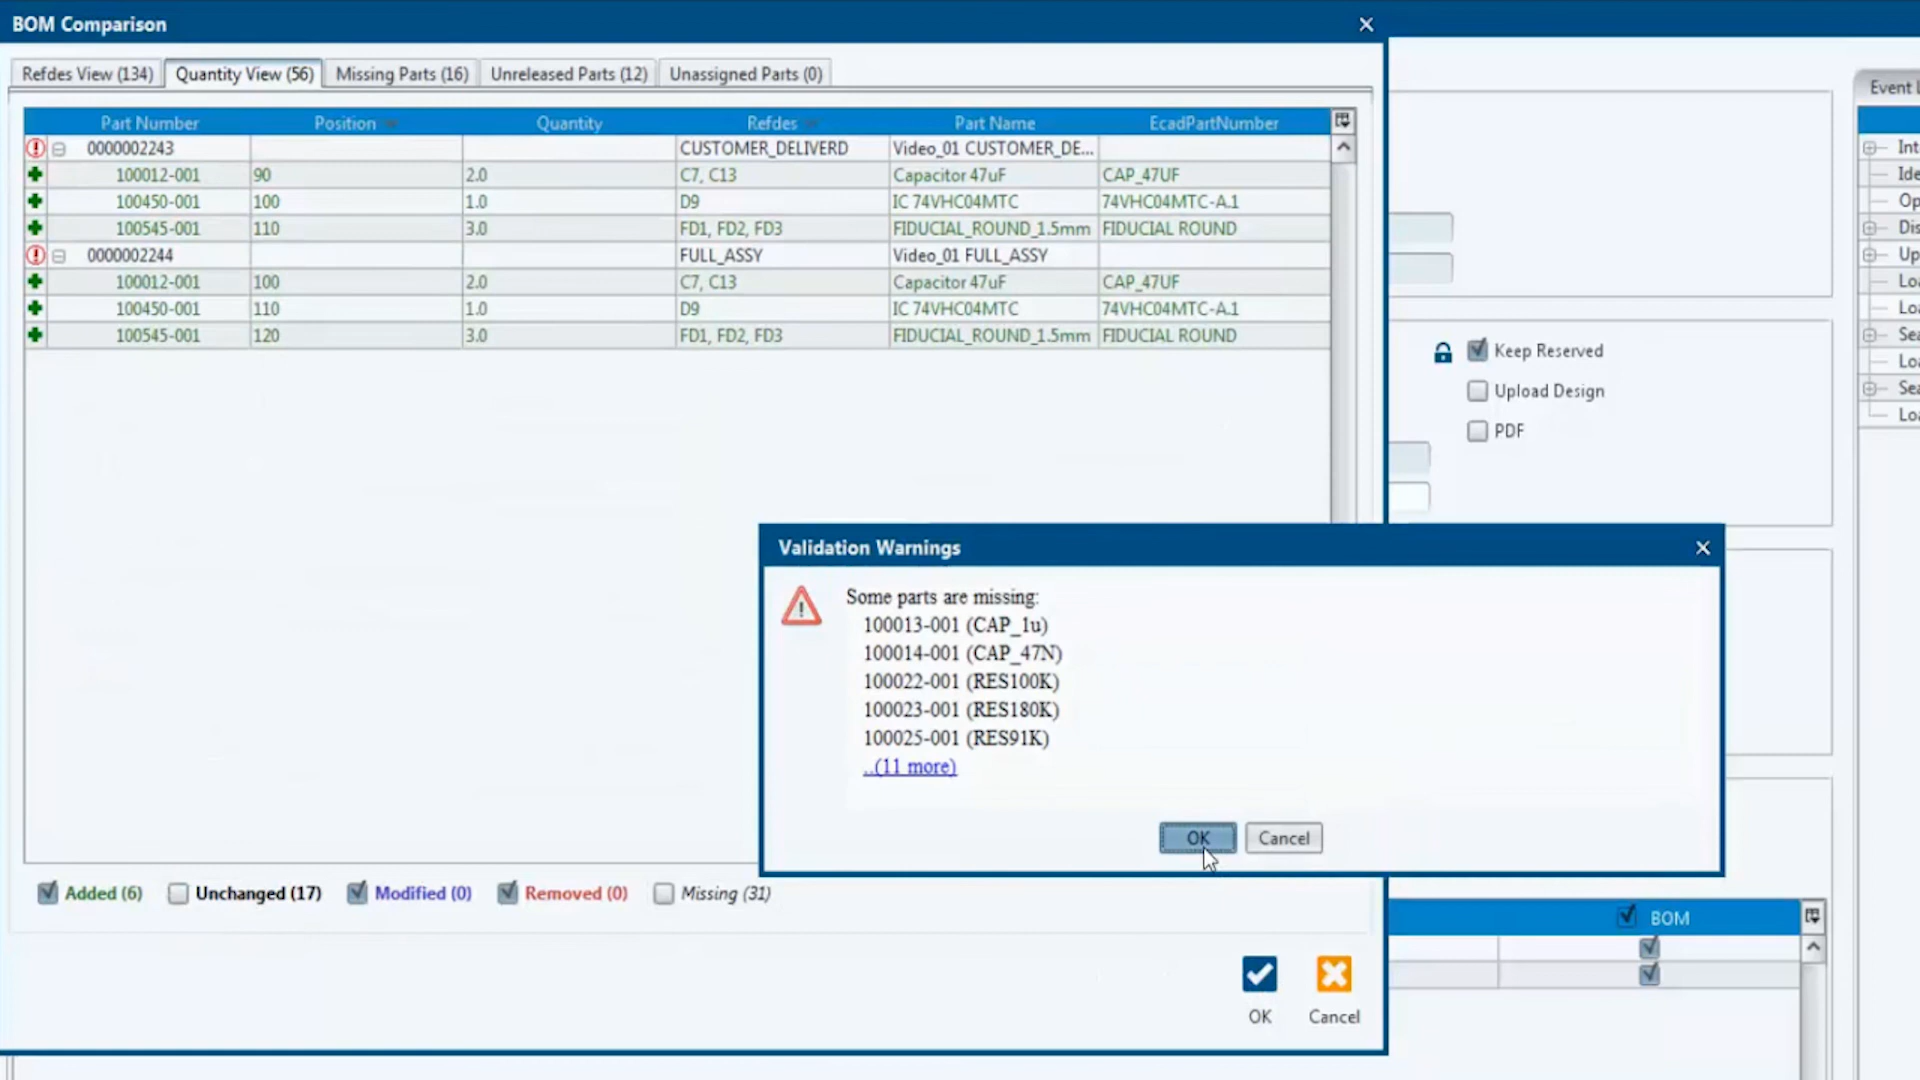 BOM Comparison
Refdes View (134) Quantity View (56) Missing Parts (16) Unreleased Parts (12) Unassigned Parts (0)
Part Number Position Quantity Refdes Part Name EcadPartNumber
0000002243 CUSTOMER_DELIVERD Video_01 CUSTOMER_DE...
100012-001 90 2.0 C7, C13 Capacitor 47uF CAP_47UF
100450-001 100 1.0 D9 IC 74VHC04MTC 74VHC04MTC-A.1
100545-001 110 3.0 FD1, FD2, FD3 FIDUCIAL_ROUND_1.5mm FIDUCIAL ROUND
0000002244 FULL_ASSY Video_01 FULL_ASSY
100012-001 100 2.0 C7, C13 Capacitor 47uF CAP_47UF
100450-001 110 1.0 D9 IC 74VHC04MTC 74VHC04MTC-A.1
100545-001 120 3.0 FD1, FD2, FD3 FIDUCIAL_ROUND_1.5mm FIDUCIAL ROUND
Added (6) Unchanged (17) Modified (0) Removed (0) Missing (31)
OK Cancel
Validation Warnings
Some parts are missing:
100013-001 (CAP_1u)
100014-001 (CAP_47N)
100022-001 (RES100K)
100023-001 (RES180K)
100025-001 (RES91K)
..(11 more)
OK Cancel
Keep Reserved
Upload Design
PDF
BOM
Event